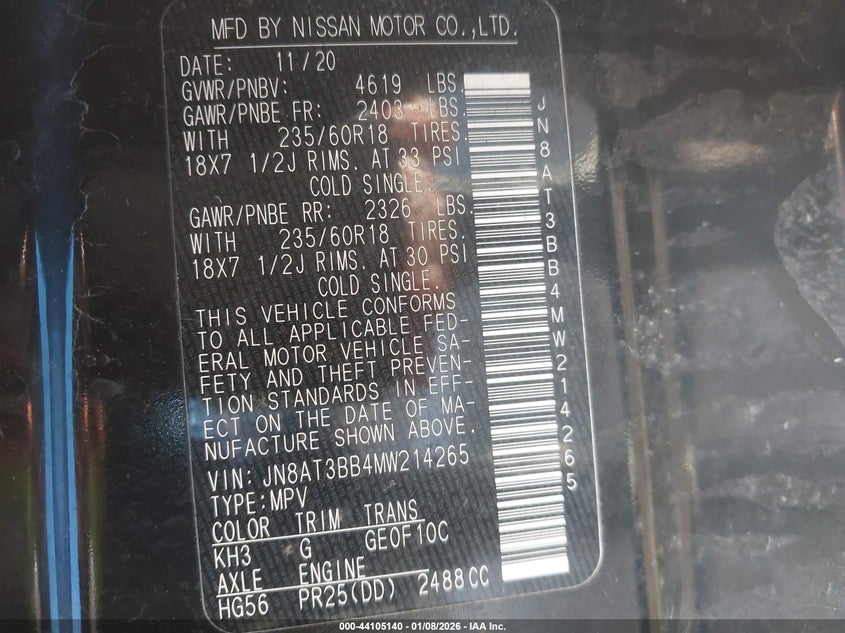 MFD BY NISSAN MOTOR CO.,LTD.
DATE: 11/20
GVWR/PNBV: 4619 LBS.
GAWR/PNBE FR: 2403 LBS.
WITH 235/60R18 TIRES.
18X7 1/2J RIMS. AT 33 PSI
COLD SINGLE.
GAWR/PNBE RR: 2326 LBS.
WITH 235/60R18 TIRES.
18X7 1/2J RIMS. AT 30 PSI
COLD SINGLE.
THIS VEHICLE CONFORMS
TO ALL APPLICABLE FED-
ERAL MOTOR VEHICLE SA-
FETY AND THEFT PREVEN-
TION STANDARDS IN EFF-
ECT ON THE DATE OF MA-
NUFACTURE SHOWN ABOVE.
VIN: JN8AT3BB4MW214265
TYPE:MPV
COLOR TRIM TRANS
KH3 G GE0F10C
AXLE ENGINE
HG56 PR25(DD) 2488CC
JN8AT3BB4MW214265
000-44105140 - 01/08/2026 - IAA Inc.